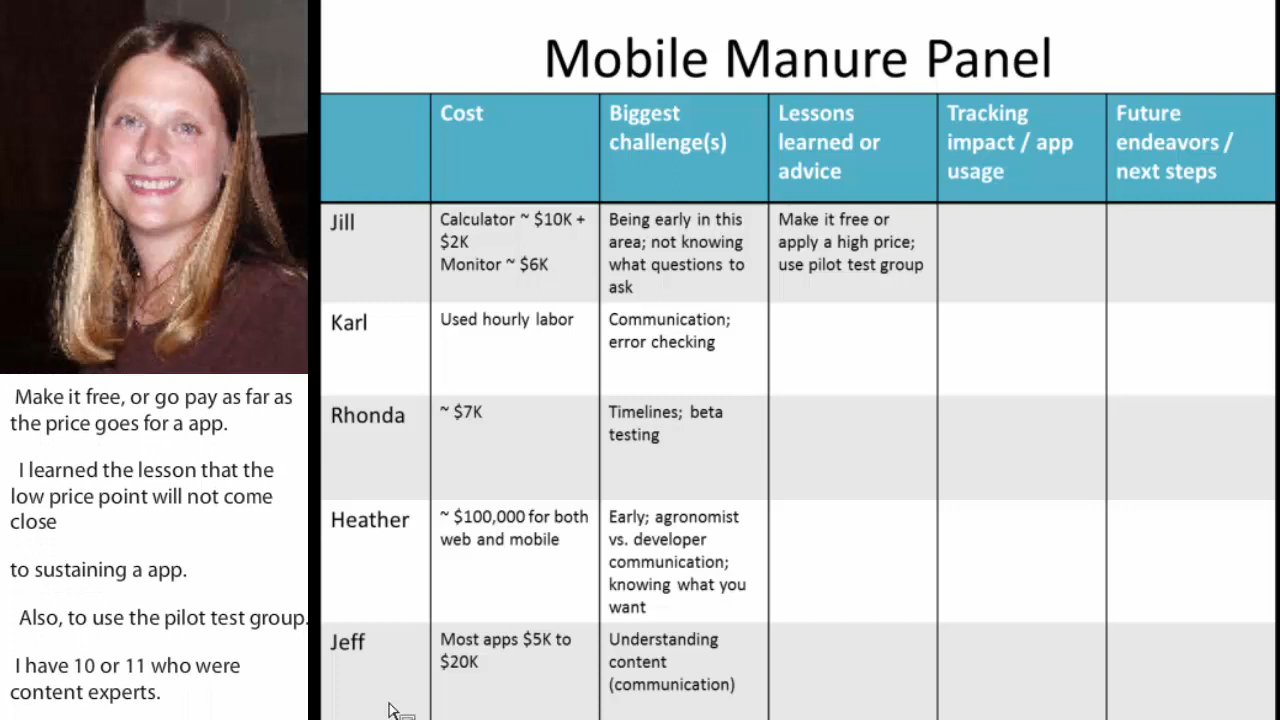 Mobile Manure Panel
Cost
Biggest
challenge(s)
Lessons
learned or
advice
Tracking
impact / app
usage
Future
endeavors /
next steps
Jill
Calculator ~ $10K +
$2K
Monitor ~ $6K
Being early in this
area; not knowing
what questions to
ask
Make it free or
apply a high price;
use pilot test group
Karl
Used hourly labor
Communication;
error checking
Rhonda
~ $7K
Timelines; beta
testing
Heather
~ $100,000 for both
web and mobile
Early; agronomist
vs. developer
communication;
knowing what you
want
Jeff
Most apps $5K to
$20K
Understanding
content
(communication)
Make it free, or go pay as far as
the price goes for a app.
I learned the lesson that the
low price point will not come
close
to sustaining a app.
Also, to use the pilot test group.
I have 10 or 11 who were
content experts.